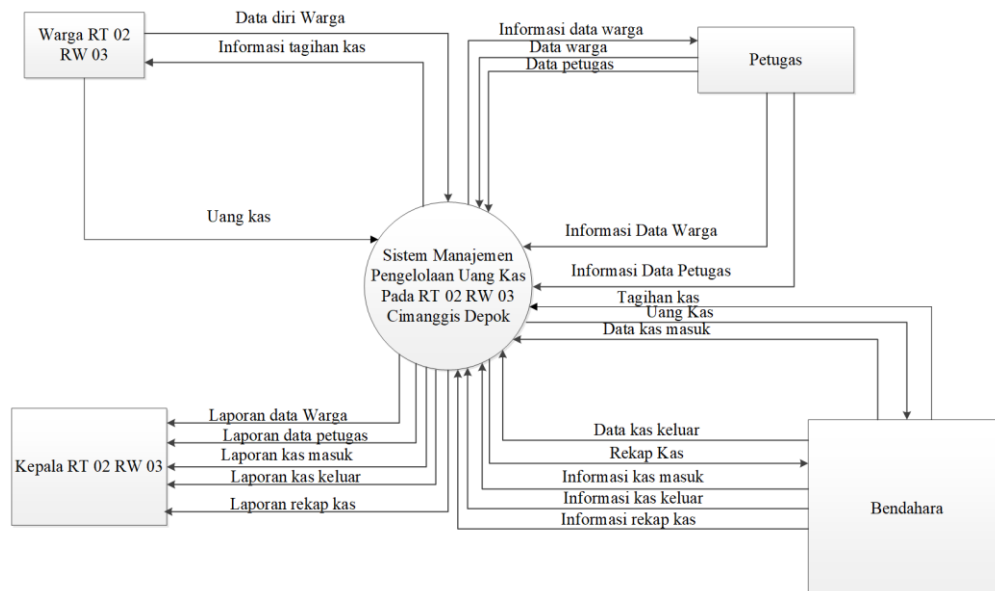 Data diri Warga
Informasi tagihan kas
Warga RT 02
RW 03
Informasi data warga
Data warga
Data petugas
Petugas
Uang kas
Informasi Data Warga
Sistem Manajemen
Pengelolaan Uang Kas
Pada RT 02 RW 03
Cimanggis Depok
Informasi Data Petugas
Tagihan kas
Uang Kas
Data kas masuk
Kepala RT 02 RW 03
Laporan data Warga
Laporan data petugas
Laporan kas masuk
Laporan kas keluar
Laporan rekap kas
Data kas keluar
Rekap Kas
Informasi kas masuk
Informasi kas keluar
Informasi rekap kas
Bendahara